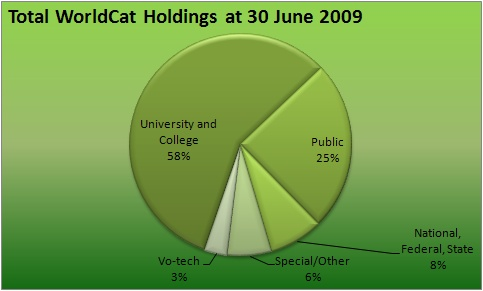 Total WorldCat Holdings at 30 June 2009
University and
College
58%
Public
25%
National,
Federal, State
8%
Special/Other
6%
Vo-tech
3%